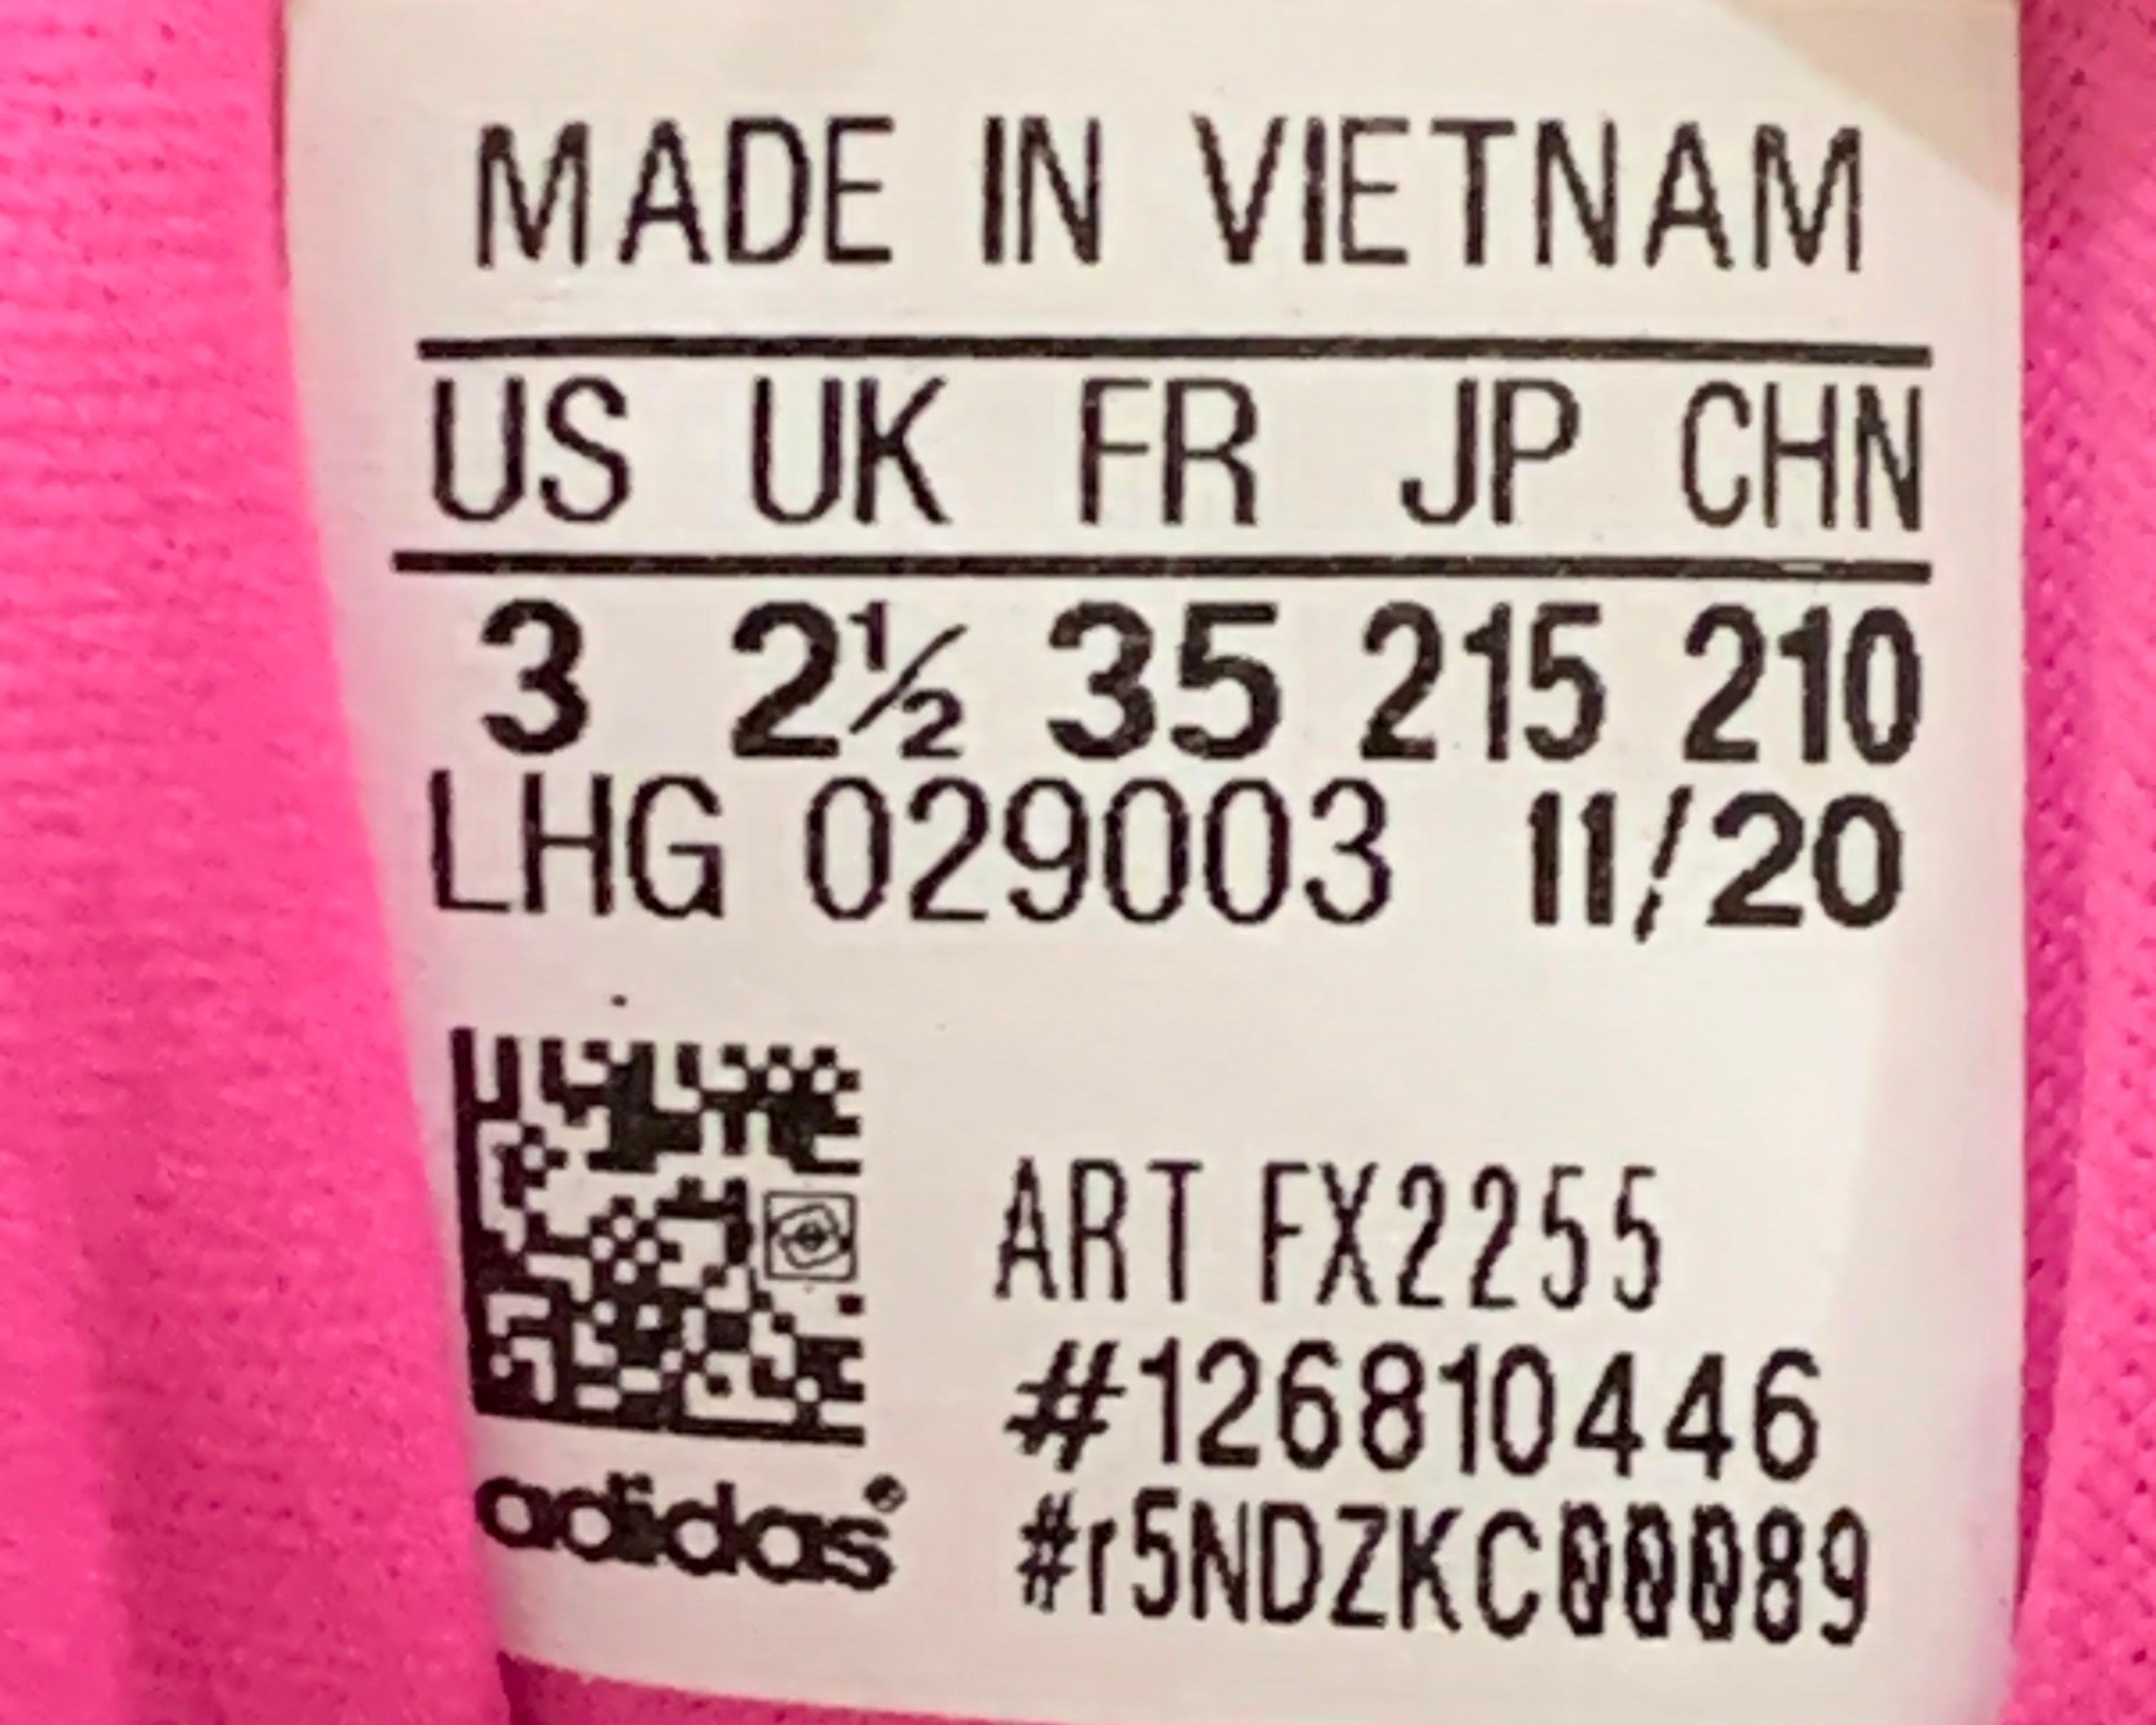 MADE IN VIETNAM
US UK FR JP CHN
3 2½ 35 215 210
LHG 029003 11/20
ART FX2255
#126810446
#r5NDZKC00089
adidas®